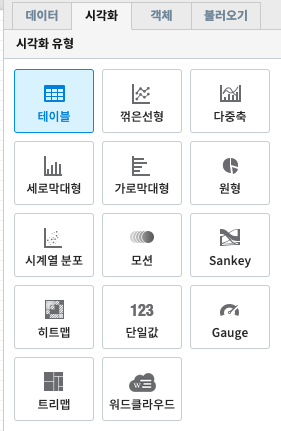 데이터 시각화 객체 불러오기
시각화 유형
테이블 꺾은선형 다중축
세로막대형 가로막대형 원형
시계열 분포 모션 Sankey
123
히트맵 단일값 Gauge
W
트리맵 워드클라우드